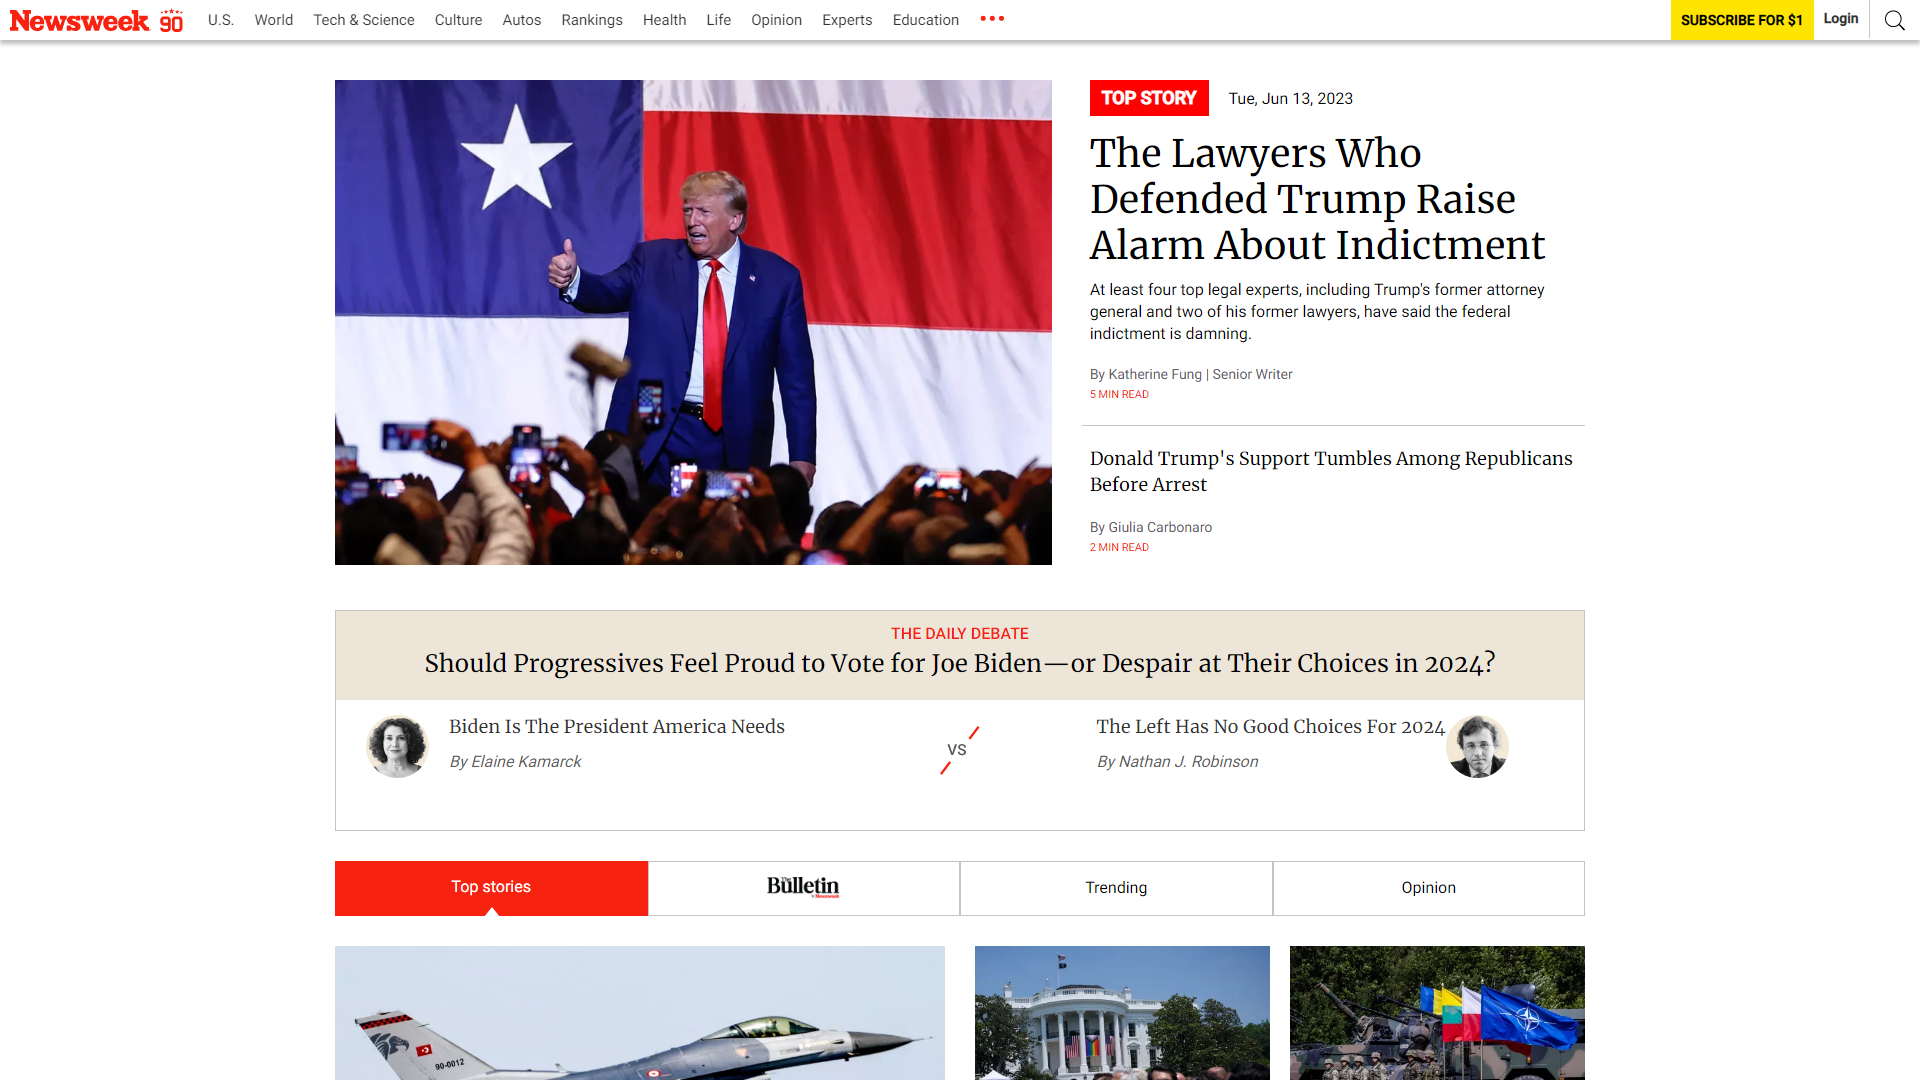 Newsweek 90
U.S.
World
Tech & Science
Culture
Autos
Rankings
Health
Life
Opinion
Experts
Education
SUBSCRIBE FOR $1
Login
TOP STORY
Tue, Jun 13, 2023
The Lawyers Who
Defended Trump Raise
Alarm About Indictment
At least four top legal experts, including Trump's former attorney
general and two of his former lawyers, have said the federal
indictment is damning.
By Katherine Fung | Senior Writer
5 MIN READ
Donald Trump's Support Tumbles Among Republicans
Before Arrest
By Giulia Carbonaro
2 MIN READ
THE DAILY DEBATE
Should Progressives Feel Proud to Vote for Joe Biden—or Despair at Their Choices in 2024?
Biden Is The President America Needs
By Elaine Kamarck
VS
The Left Has No Good Choices For 2024
By Nathan J. Robinson
Top stories
The Bulletin
Newsweek
Trending
Opinion
90-0012